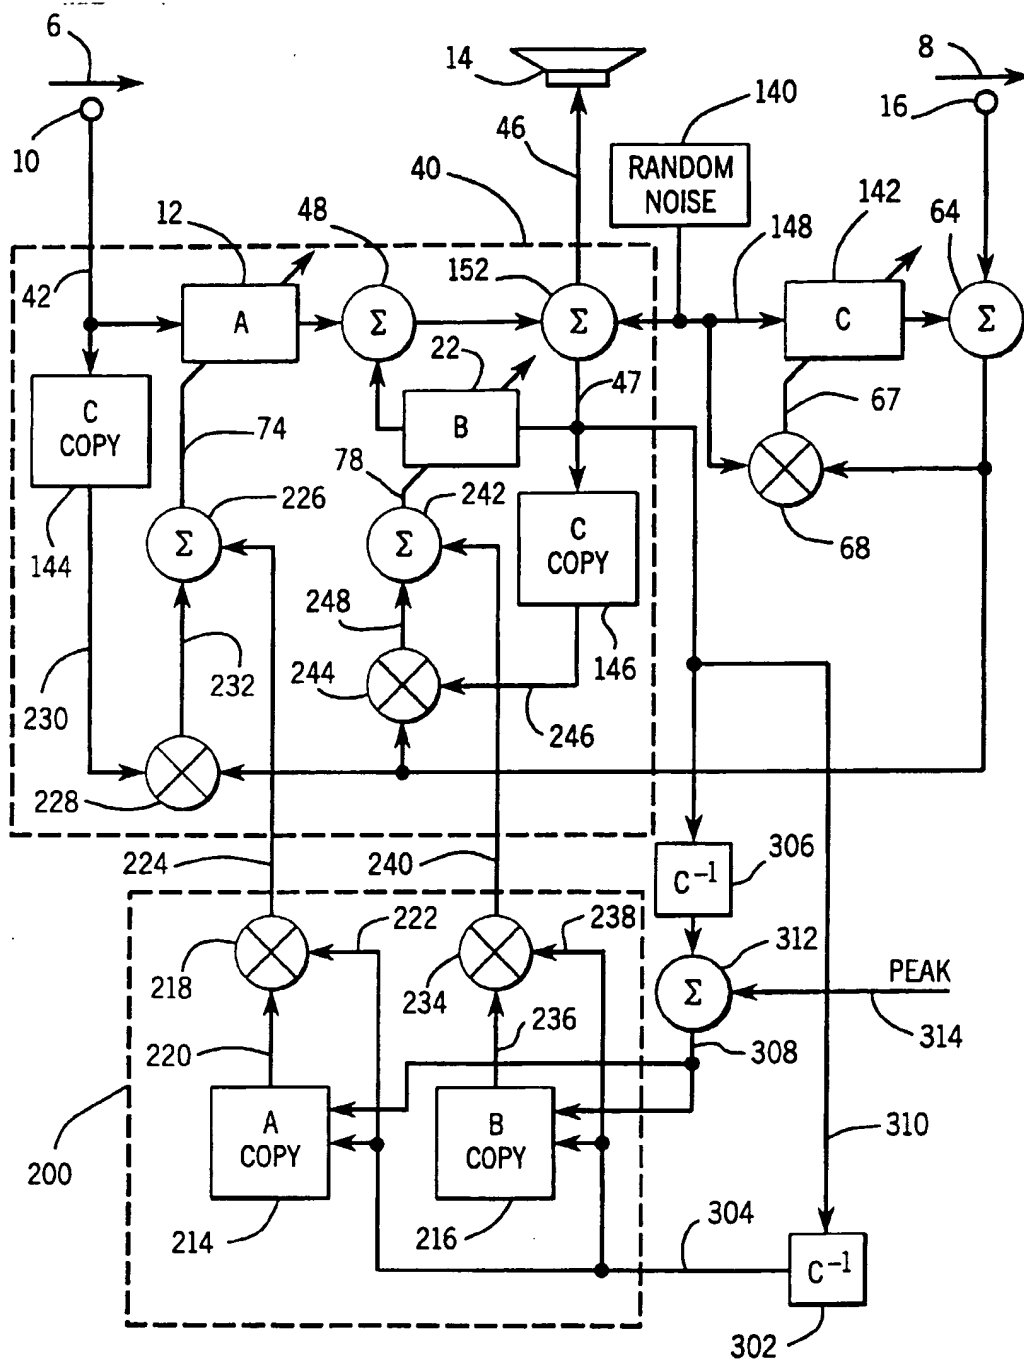 6
14
8
140
16
10
46
RANDOM
NOISE
40
12
48
142
64
152
148
42
A
Σ
Σ
C
Σ
22
47
C
COPY
B
67
74
78
226
242
C
COPY
Σ
Σ
68
144
248
232
244
146
230
246
228
224
240
306
C⁻¹
222
238
312
218
234
PEAK
Σ
236
220
308
314
A
COPY
B
COPY
310
200
304
214
216
C⁻¹
302